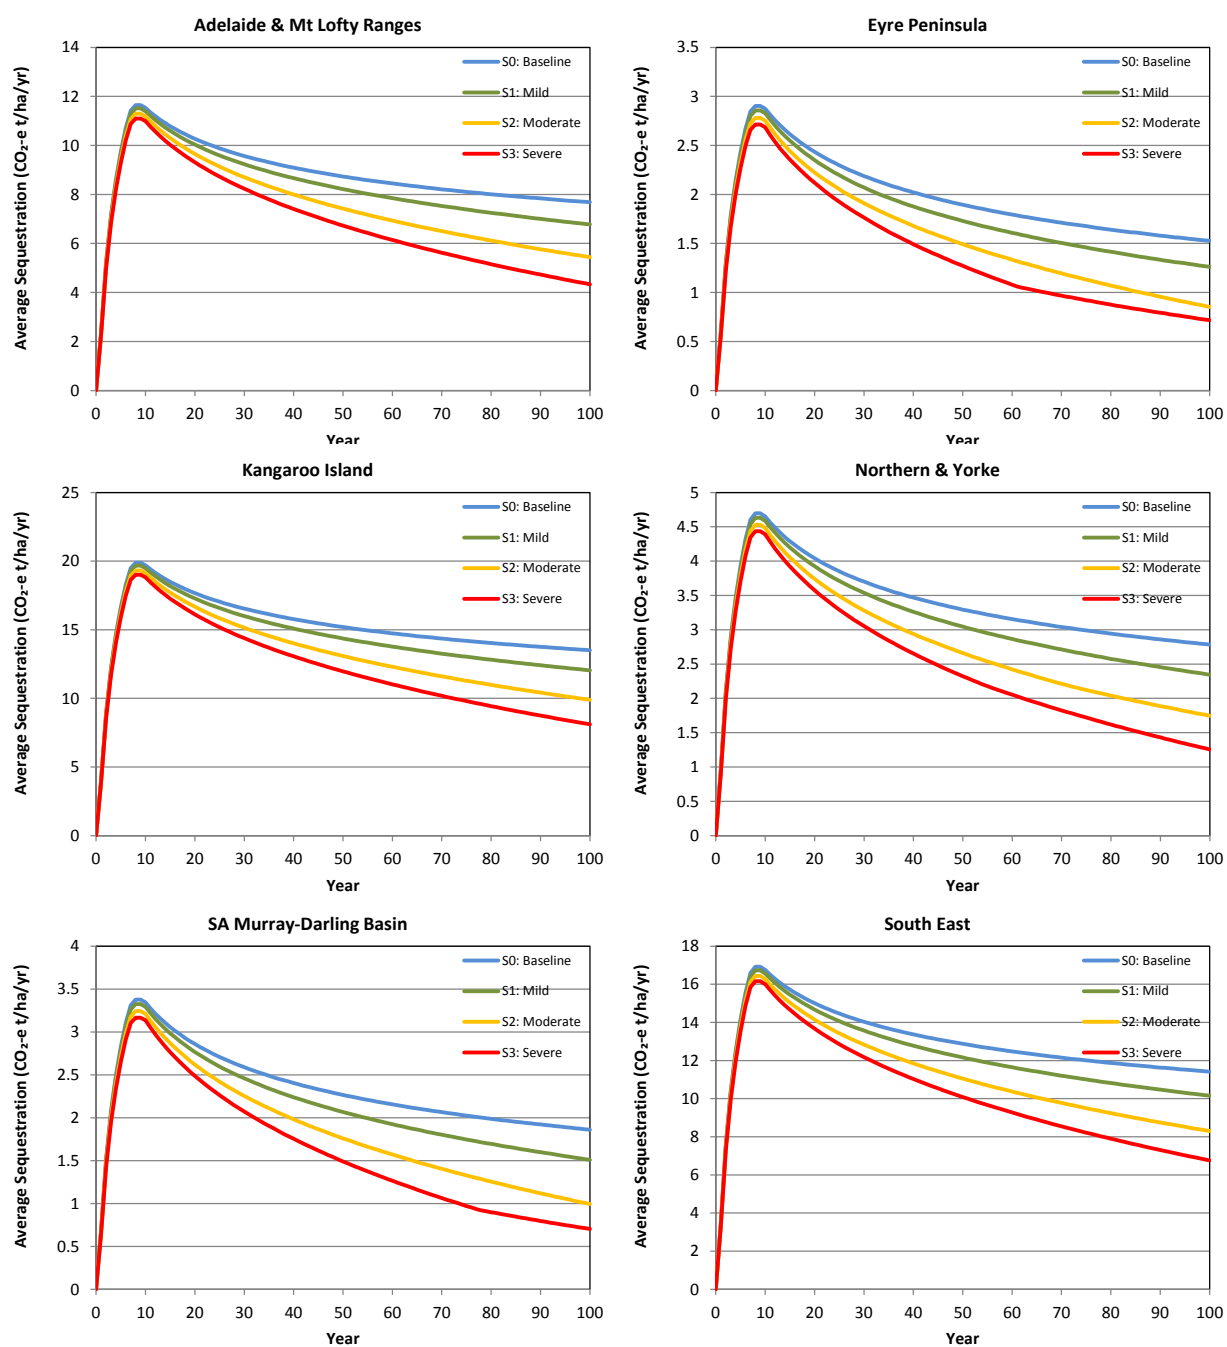 Adelaide & Mt Lofty Ranges
Average Sequestration (CO₂-e t/ha/yr)
14
12
10
8
6
4
2
0
S0: Baseline
S1: Mild
S2: Moderate
S3: Severe
0 10 20 30 40 50 60 70 80 90 100
Year
Eyre Peninsula
Average Sequestration (CO₂-e t/ha/yr)
3.5
3
2.5
2
1.5
1
0.5
0
S0: Baseline
S1: Mild
S2: Moderate
S3: Severe
0 10 20 30 40 50 60 70 80 90 100
Year
Kangaroo Island
Average Sequestration (CO₂-e t/ha/yr)
25
20
15
10
5
0
S0: Baseline
S1: Mild
S2: Moderate
S3: Severe
0 10 20 30 40 50 60 70 80 90 100
Year
Northern & Yorke
Average Sequestration (CO₂-e t/ha/yr)
5
4.5
4
3.5
3
2.5
2
1.5
1
0.5
0
S0: Baseline
S1: Mild
S2: Moderate
S3: Severe
0 10 20 30 40 50 60 70 80 90 100
Year
SA Murray-Darling Basin
Average Sequestration (CO₂-e t/ha/yr)
4
3.5
3
2.5
2
1.5
1
0.5
0
S0: Baseline
S1: Mild
S2: Moderate
S3: Severe
0 10 20 30 40 50 60 70 80 90 100
Year
South East
Average Sequestration (CO₂-e t/ha/yr)
18
16
14
12
10
8
6
4
2
0
S0: Baseline
S1: Mild
S2: Moderate
S3: Severe
0 10 20 30 40 50 60 70 80 90 100
Year